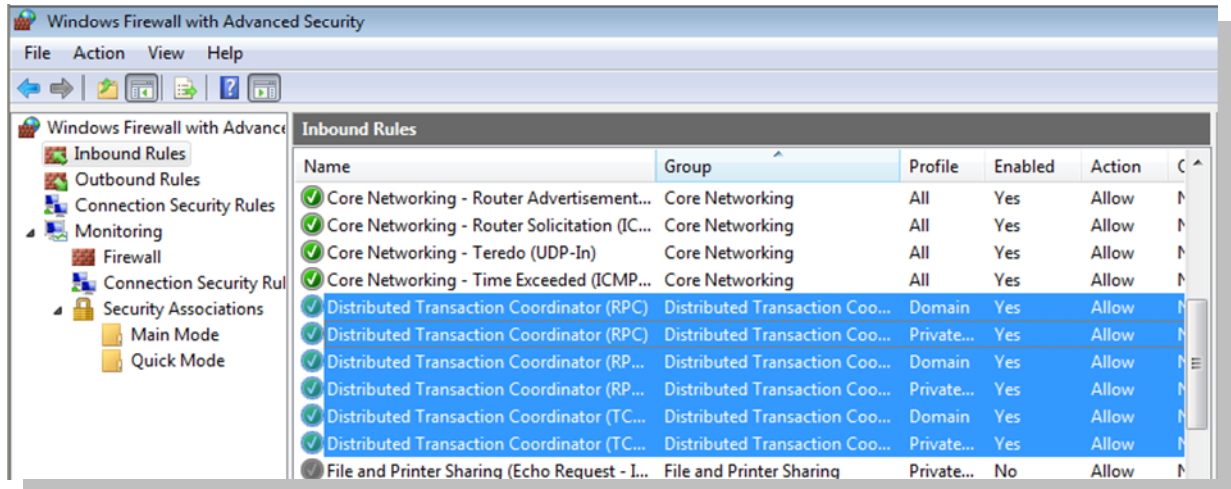 Windows Firewall with Advanced Security
File Action View Help
Windows Firewall with Advance
Inbound Rules
Outbound Rules
Connection Security Rules
Monitoring
Firewall
Connection Security Rul
Security Associations
Main Mode
Quick Mode
Inbound Rules
Name Group Profile Enabled Action
Core Networking - Router Advertisement... Core Networking All Yes Allow
Core Networking - Router Solicitation (IC... Core Networking All Yes Allow
Core Networking - Teredo (UDP-In) Core Networking All Yes Allow
Core Networking - Time Exceeded (ICMP... Core Networking All Yes Allow
Distributed Transaction Coordinator (RPC) Distributed Transaction Coo... Domain Yes Allow
Distributed Transaction Coordinator (RPC) Distributed Transaction Coo... Private... Yes Allow
Distributed Transaction Coordinator (RP... Distributed Transaction Coo... Domain Yes Allow
Distributed Transaction Coordinator (RP... Distributed Transaction Coo... Private... Yes Allow
Distributed Transaction Coordinator (TC... Distributed Transaction Coo... Domain Yes Allow
Distributed Transaction Coordinator (TC... Distributed Transaction Coo... Private... Yes Allow
File and Printer Sharing (Echo Request - I... File and Printer Sharing Private... No Allow